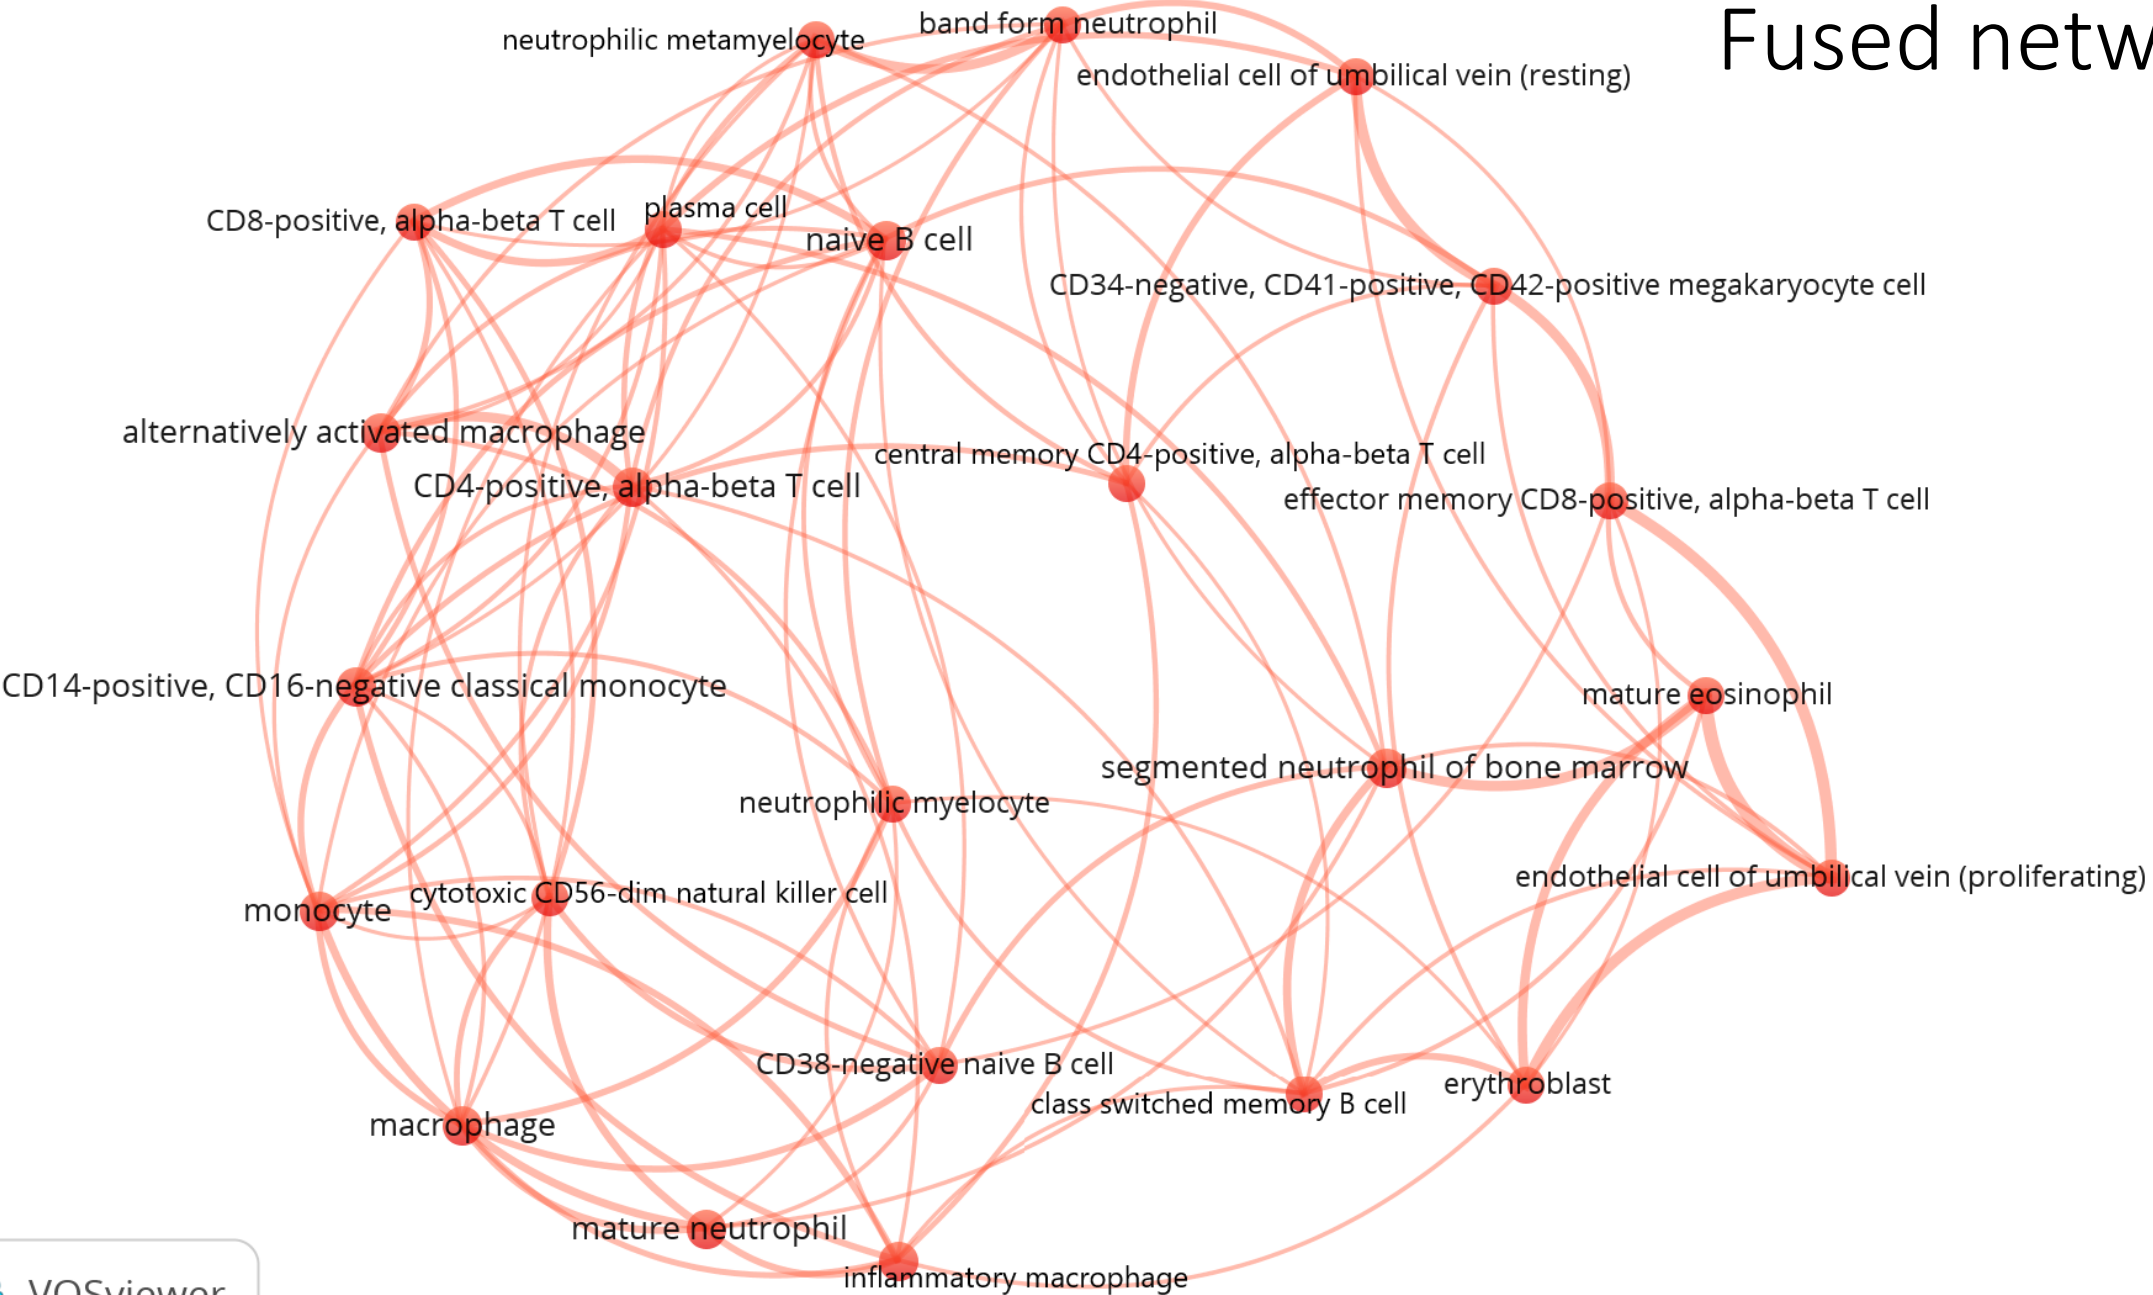 Fused netw
band form neutrophil
neutrophilic metamyelocyte
endothelial cell of umbilical vein (resting)
plasma cell
CD8-positive, alpha-beta T cell
naive B cell
CD34-negative, CD41-positive, CD42-positive megakaryocyte cell
alternatively activated macrophage
central memory CD4-positive, alpha-beta T cell
CD4-positive, alpha-beta T cell
effector memory CD8-positive, alpha-beta T cell
CD14-positive, CD16-negative classical monocyte
mature eosinophil
segmented neutrophil of bone marrow
neutrophilic myelocyte
endothelial cell of umbilical vein (proliferating)
cytotoxic CD56-dim natural killer cell
monocyte
CD38-negative naive B cell
erythroblast
class switched memory B cell
macrophage
mature neutrophil
inflammatory macrophage
VOSviewer